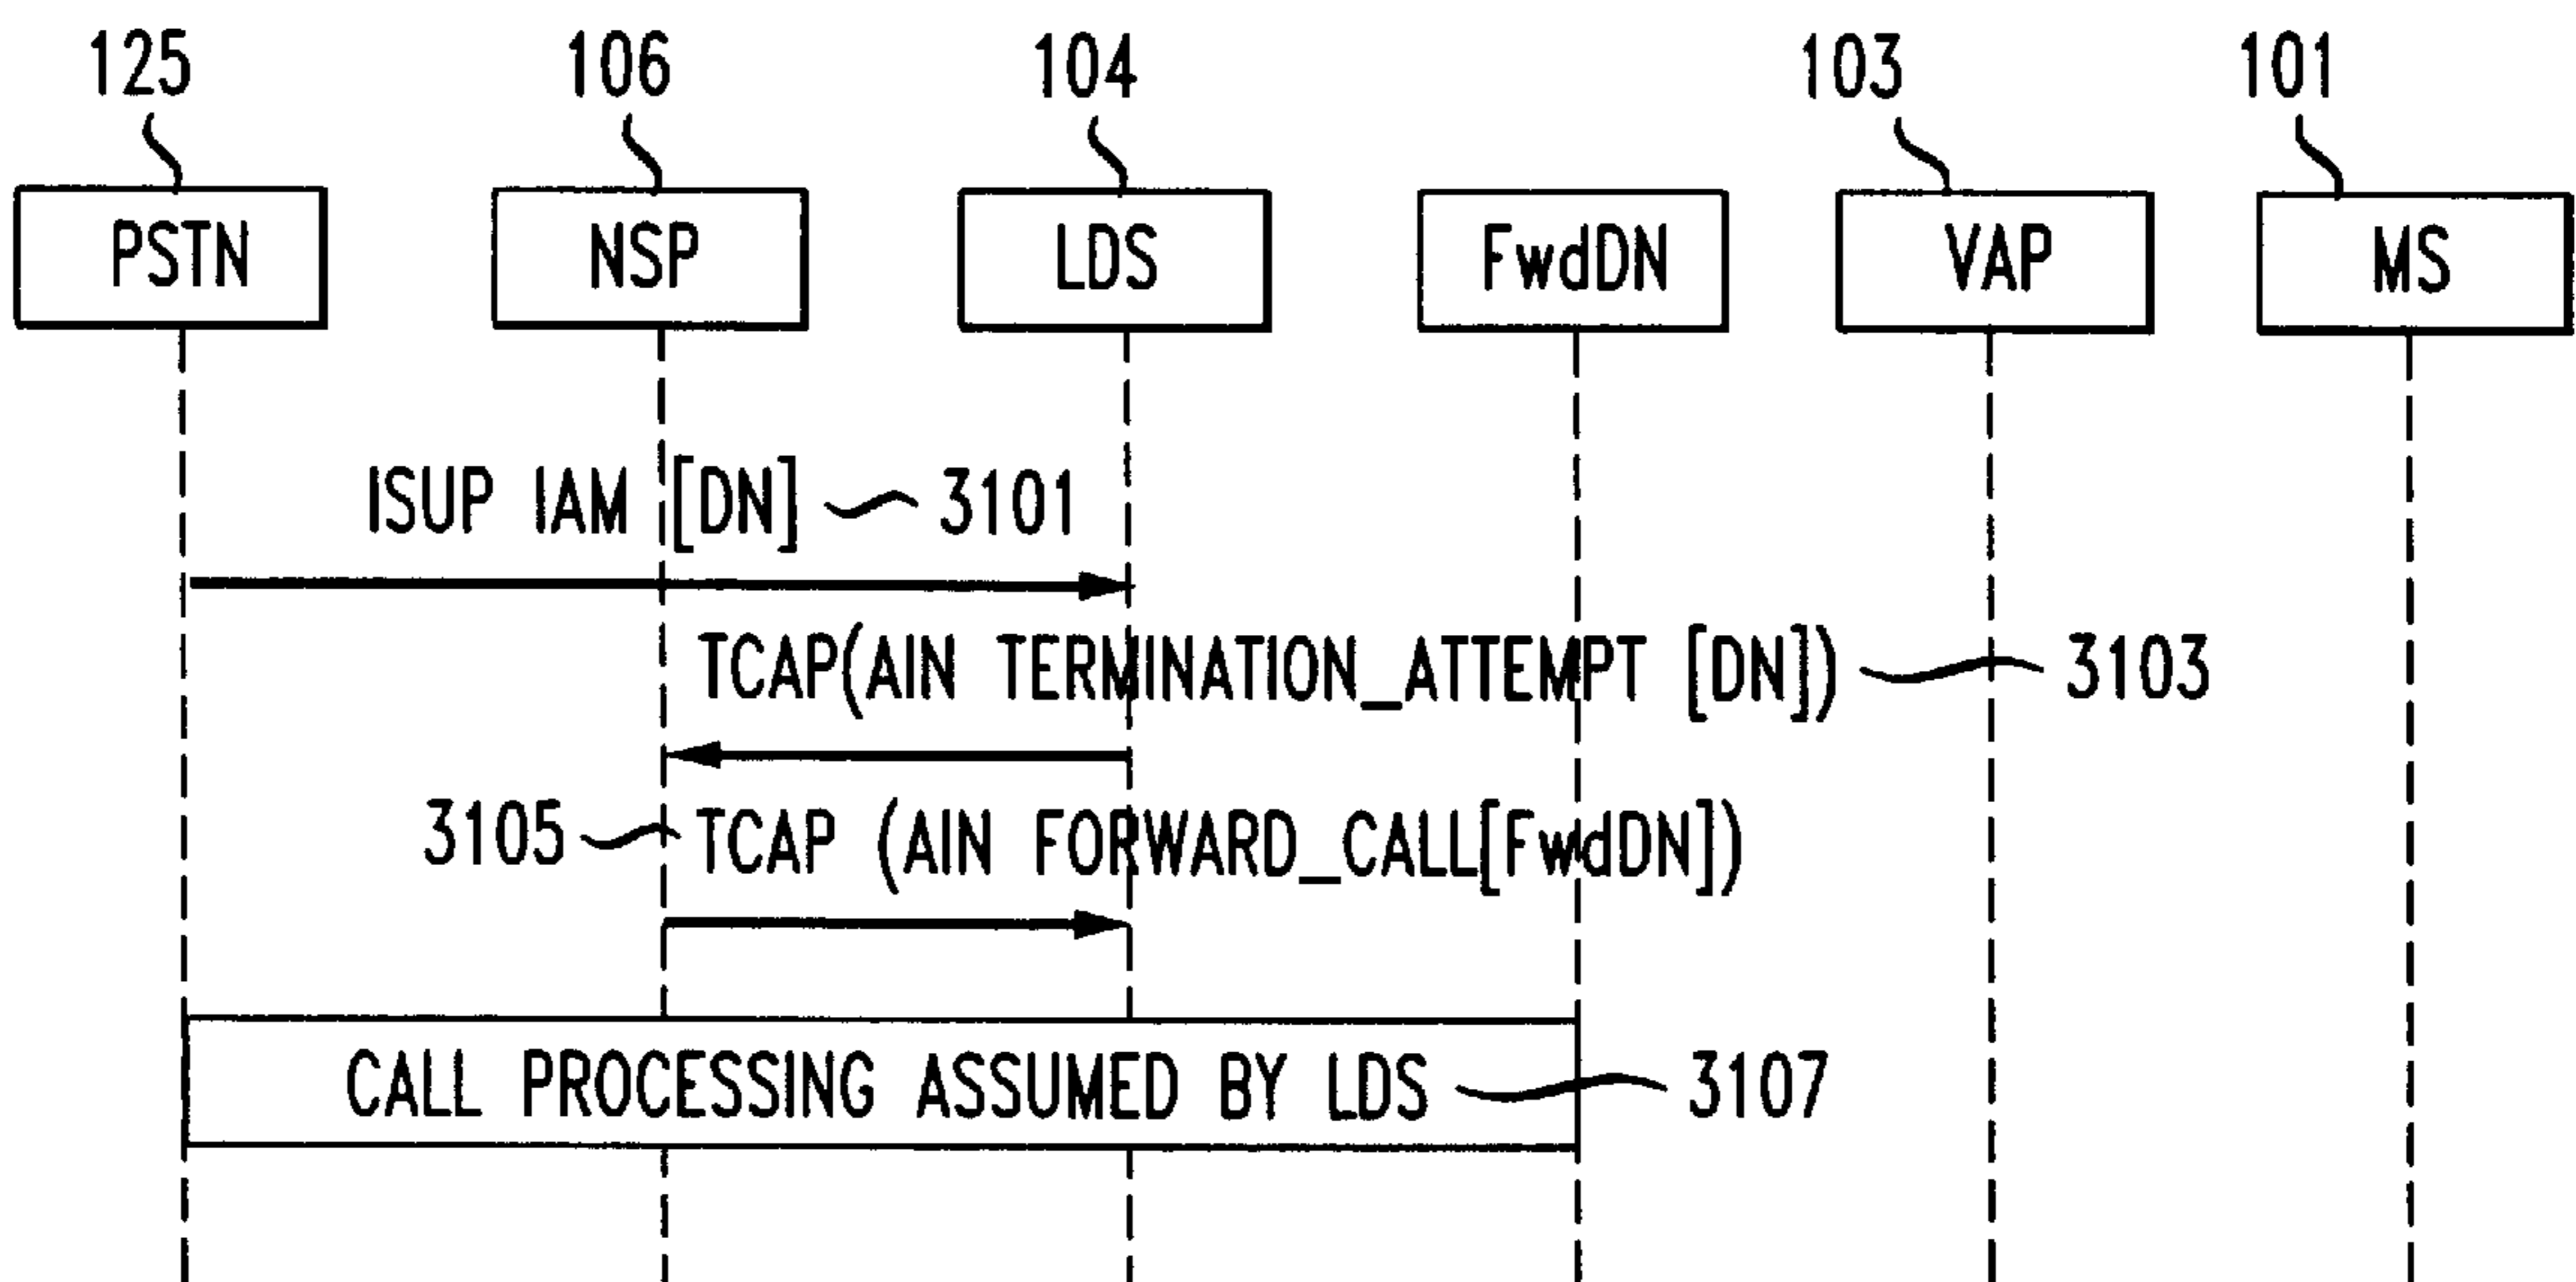 125 106 104 103 101
PSTN NSP LDS FwdDN VAP MS
ISUP IAM [DN] 3101
TCAP(AIN TERMINATION_ATTEMPT [DN]) 3103
3105 TCAP (AIN FORWARD_CALL[FwdDN])
CALL PROCESSING ASSUMED BY LDS 3107